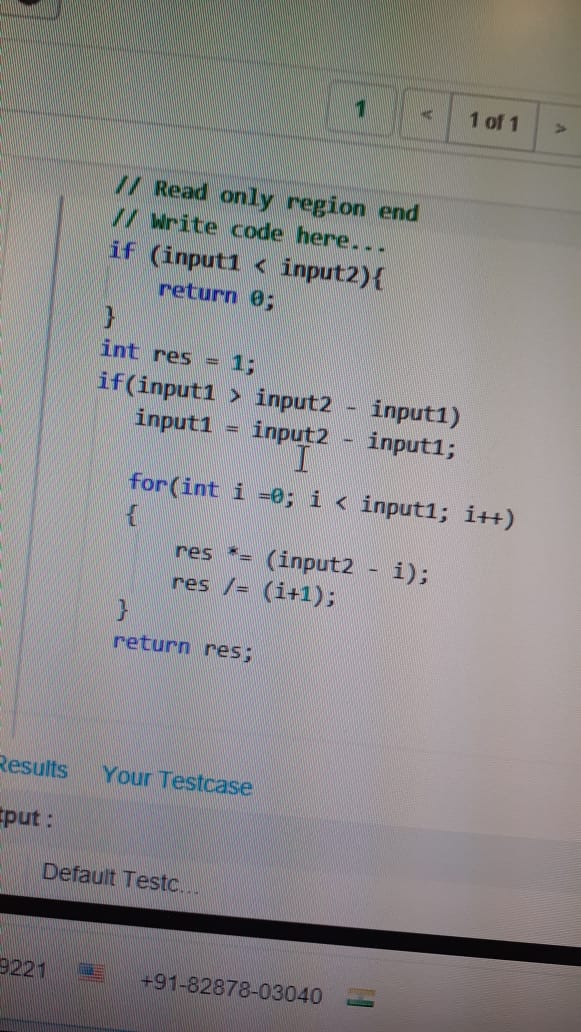 1 < 1 of 1 >
// Read only region end
// Write code here...
if (input1 < input2){
return 0;
}
int res = 1;
if(input1 > input2 - input1)
input1 = input2 - input1;
for(int i =0; i < input1; i++)
{
res *= (input2 - i);
res /= (i+1);
}
return res;
Results Your Testcase
tput :
Default Testc...
9221 +91-82878-03040